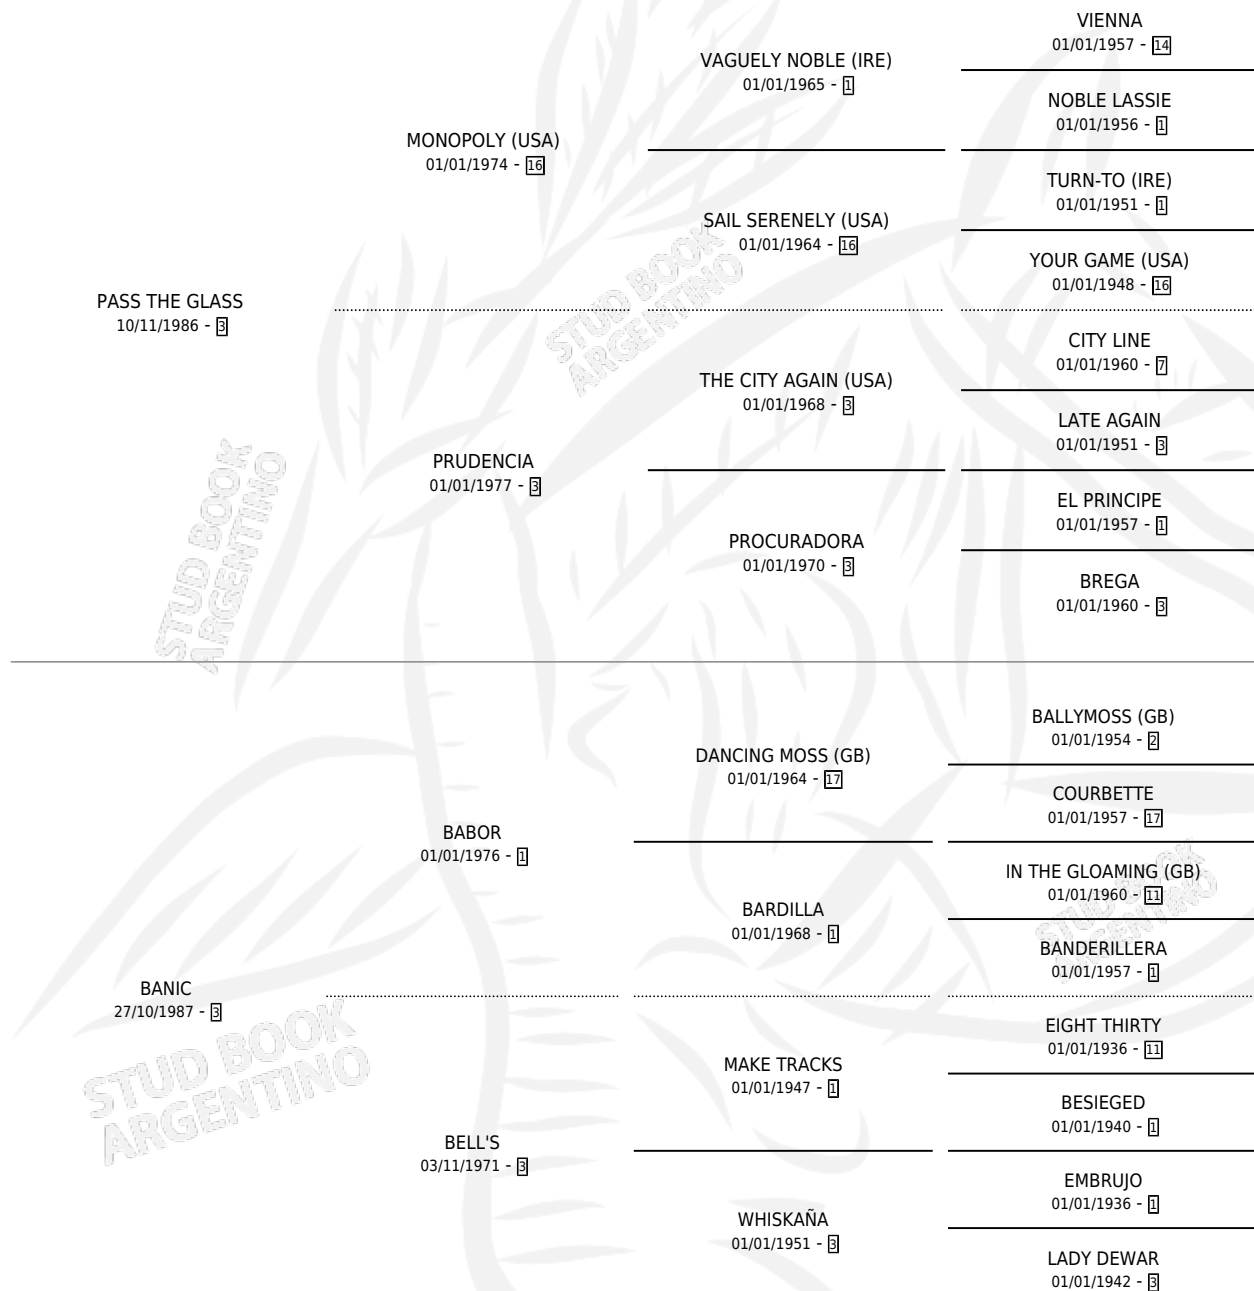 VIENNA
01/01/1957 - 14
VAGUELY NOBLE (IRE)
01/01/1965 - 1
NOBLE LASSIE
01/01/1956 - 1
MONOPOLY (USA)
01/01/1974 - 16
TURN-TO (IRE)
01/01/1951 - 1
SAIL SERENELY (USA)
01/01/1964 - 16
YOUR GAME (USA)
01/01/1948 - 16
PASS THE GLASS
10/11/1986 - 3
CITY LINE
01/01/1960 - 7
THE CITY AGAIN (USA)
01/01/1968 - 3
LATE AGAIN
01/01/1951 - 3
PRUDENCIA
01/01/1977 - 3
EL PRINCIPE
01/01/1957 - 1
PROCURADORA
01/01/1970 - 3
BREGA
01/01/1960 - 3
BALLYMOSS (GB)
01/01/1954 - 2
DANCING MOSS (GB)
01/01/1964 - 17
COURBETTE
01/01/1957 - 17
BABOR
01/01/1976 - 1
IN THE GLOAMING (GB)
01/01/1960 - 11
BARDILLA
01/01/1968 - 1
BANDERILLERA
01/01/1957 - 1
BANIC
27/10/1987 - 3
EIGHT THIRTY
01/01/1936 - 11
MAKE TRACKS
01/01/1947 - 1
BESIEGED
01/01/1940 - 1
BELL'S
03/11/1971 - 3
EMBRUJO
01/01/1936 - 1
WHISKAÑA
01/01/1951 - 3
LADY DEWAR
01/01/1942 - 3
STUD BOOK
ARGENTINO
STUD BOOK
ARGENTINO
STUD BOOK
ARGENTINO
STUD BOOK
ARGENTINO